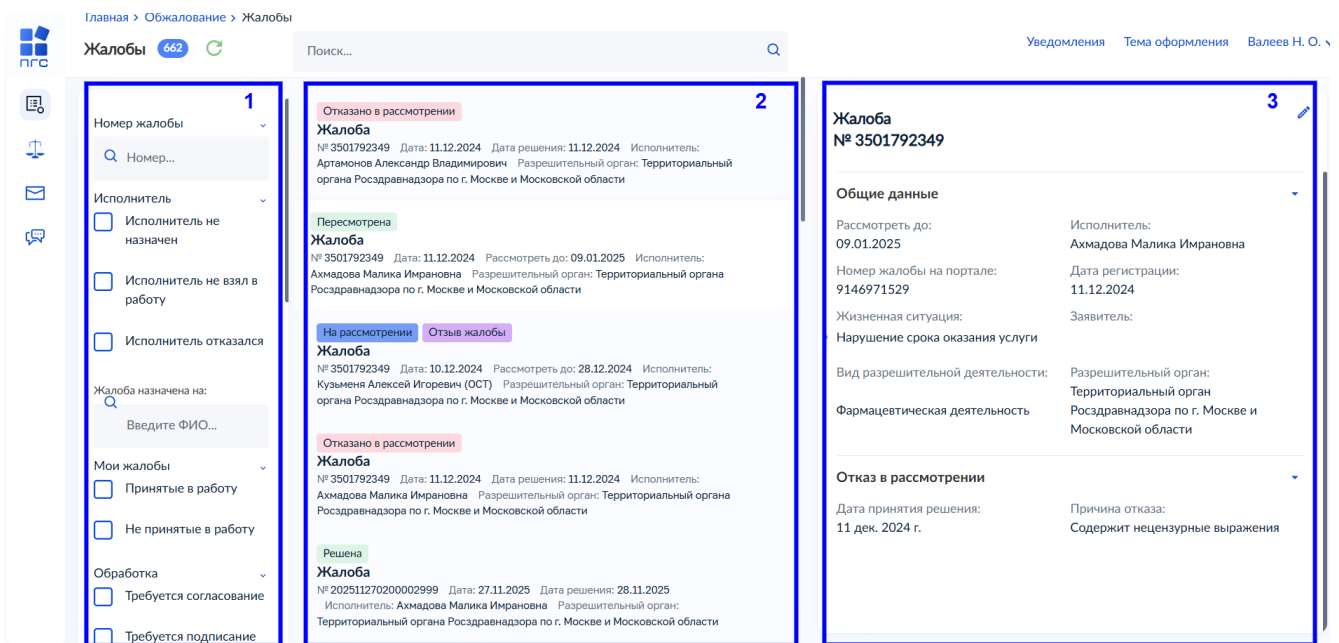 Главная > Обжалование > Жалобы
пгс
Жалобы 662
Поиск...
Уведомления Тема оформления Валеев Н. О.
1
Номер жалобы
Номер...
Исполнитель
Исполнитель не
назначен
Исполнитель не взял в
работу
Исполнитель отказался
Жалоба назначена на:
Введите ФИО...
Мои жалобы
Принятые в работу
Не принятые в работу
Обработка
Требуется согласование
Требуется подписание
2
Отказано в рассмотрении
Жалоба
№ 3501792349 Дата: 11.12.2024 Дата решения: 11.12.2024 Исполнитель:
Артамонов Александр Владимирович Разрешительный орган: Территориальный
органа Росздравнадзора по г. Москве и Московской области
Пересмотрена
Жалоба
№ 3501792349 Дата: 11.12.2024 Рассмотреть до: 09.01.2025 Исполнитель:
Ахмадова Малика Имрановна Разрешительный орган: Территориальный органа
Росздравнадзора по г. Москве и Московской области
На рассмотрении Отзыв жалобы
Жалоба
№ 3501792349 Дата: 10.12.2024 Рассмотреть до: 28.12.2024 Исполнитель:
Кузьменя Алексей Игоревич (ОСТ) Разрешительный орган: Территориальный
органа Росздравнадзора по г. Москве и Московской области
Отказано в рассмотрении
Жалоба
№ 3501792349 Дата: 11.12.2024 Дата решения: 11.12.2024 Исполнитель:
Ахмадова Малика Имрановна Разрешительный орган: Территориальный органа
Росздравнадзора по г. Москве и Московской области
Решена
Жалоба
№ 202511270200002999 Дата: 27.11.2025 Дата решения: 28.11.2025
Исполнитель: Ахмадова Малика Имрановна Разрешительный орган:
Территориальный органа Росздравнадзора по г. Москве и Московской области
3
Жалоба
№ 3501792349
Общие данные
Рассмотреть до: Исполнитель:
09.01.2025 Ахмадова Малика Имрановна
Номер жалобы на портале: Дата регистрации:
9146971529 11.12.2024
Жизненная ситуация: Заявитель:
Нарушение срока оказания услуги
Вид разрешительной деятельности: Разрешительный орган:
Территориальный орган
Фармацевтическая деятельность Росздравнадзора по г. Москве и
Московской области
Отказ в рассмотрении
Дата принятия решения: Причина отказа:
11 дек. 2024 г. Содержит нецензурные выражения